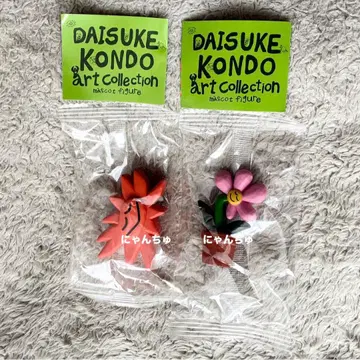 DAISUKE
KONDO
art collection
mascot figure
DAISUKE
KONDO
art collection
mascot figure
にゃんちゅ
にゃんちゅ